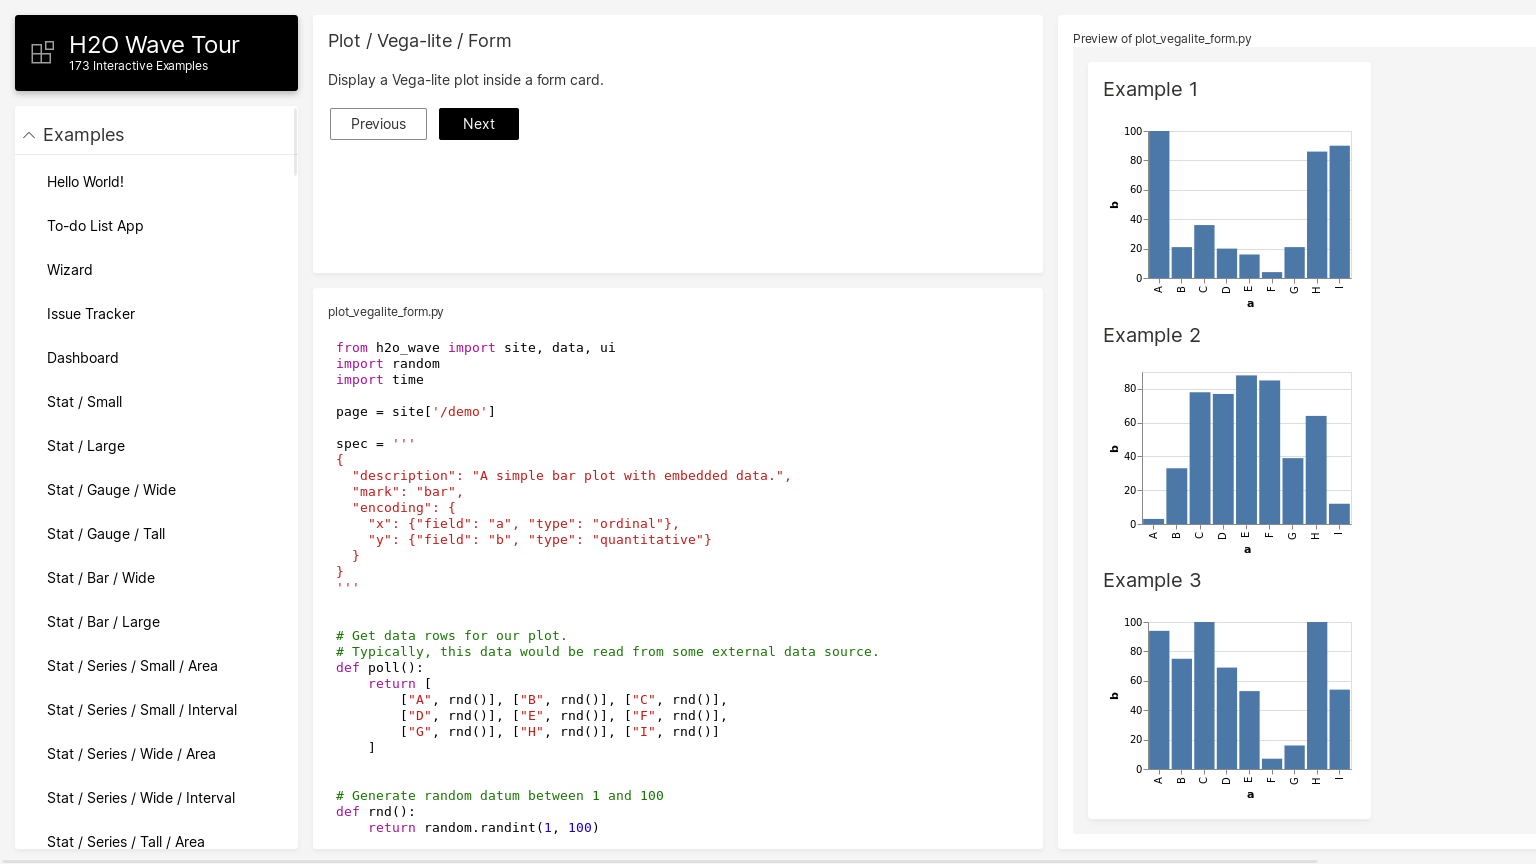 H2O Wave Tour
173 Interactive Examples
Examples
Hello World!
To-do List App
Wizard
Issue Tracker
Dashboard
Stat / Small
Stat / Large
Stat / Gauge / Wide
Stat / Gauge / Tall
Stat / Bar / Wide
Stat / Bar / Large
Stat / Series / Small / Area
Stat / Series / Small / Interval
Stat / Series / Wide / Area
Stat / Series / Wide / Interval
Stat / Series / Tall / Area
Plot / Vega-lite / Form
Display a Vega-lite plot inside a form card.
Previous
Next
plot_vegalite_form.py
from h2o_wave import site, data, ui
import random
import time
page = site['/demo']
spec = '''
{
  "description": "A simple bar plot with embedded data.",
  "mark": "bar",
  "encoding": {
    "x": {"field": "a", "type": "ordinal"},
    "y": {"field": "b", "type": "quantitative"}
  }
}
'''
# Get data rows for our plot.
# Typically, this data would be read from some external data source.
def poll():
    return [
        ["A", rnd()], ["B", rnd()], ["C", rnd()],
        ["D", rnd()], ["E", rnd()], ["F", rnd()],
        ["G", rnd()], ["H", rnd()], ["I", rnd()]
    ]
# Generate random datum between 1 and 100
def rnd():
    return random.randint(1, 100)
Preview of plot_vegalite_form.py
Example 1
100
80
60
40
20
0
b
A B C D E F G H I
a
Example 2
80
60
40
20
0
b
A B C D E F G H I
a
Example 3
100
80
60
40
20
0
b
A B C D E F G H I
a